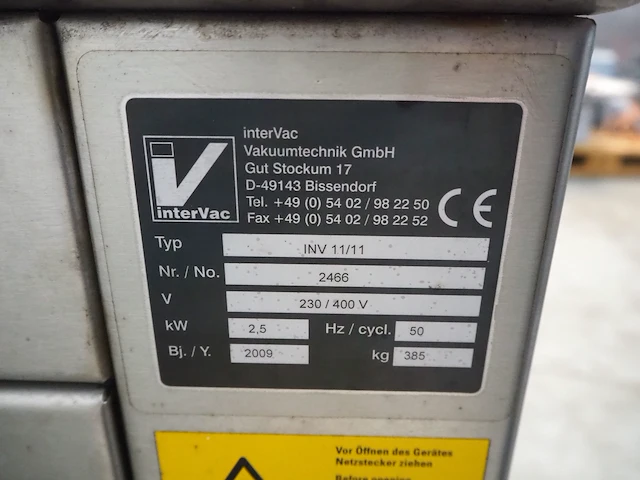 interVac
interVac
Vakuumtechnik GmbH
Gut Stockum 17
D-49143 Bissendorf
Tel. +49 (0) 54 02 / 98 22 50
Fax +49 (0) 54 02 / 98 22 52
CE
Typ INV 11/11
Nr. / No. 2466
V 230 / 400 V
kW 2,5 Hz / cycl. 50
Bj. / Y. 2009 kg 385
Vor Öffnen des Gerätes
Netzstecker ziehen
Before opening